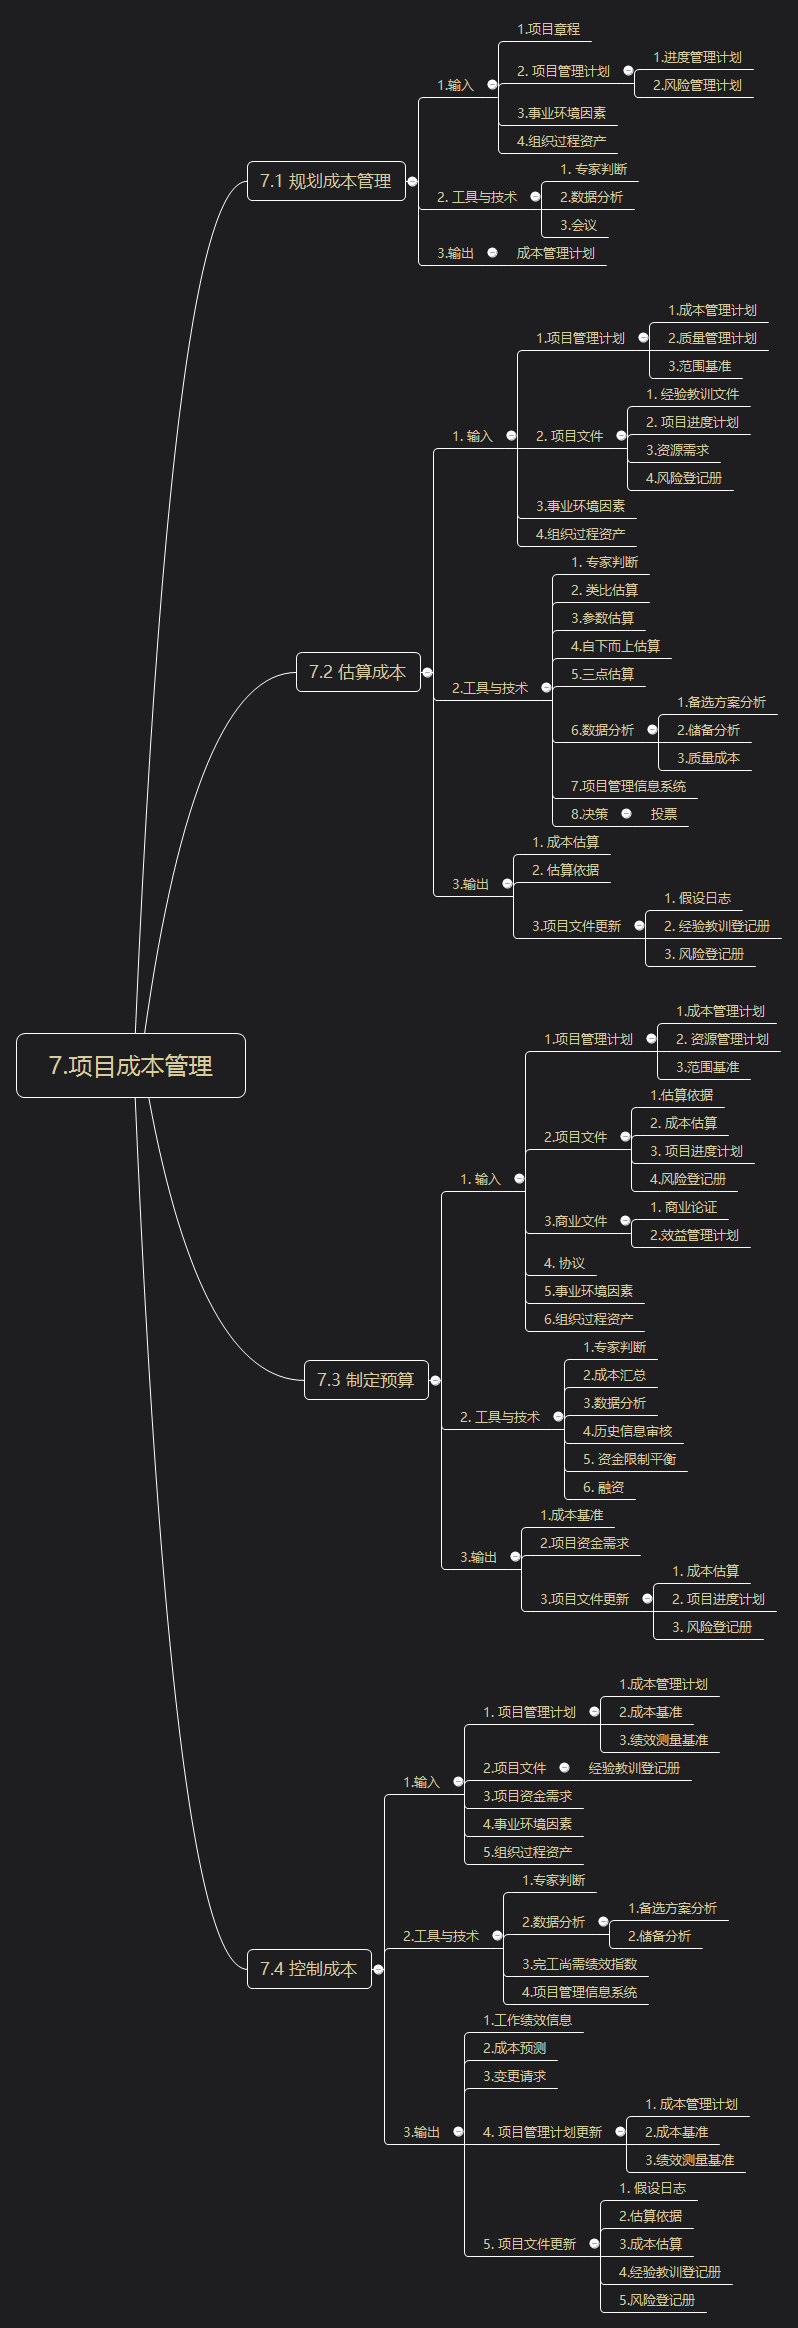 7.项目成本管理
7.1 规划成本管理
1.输入
1.项目章程
2. 项目管理计划
1.进度管理计划
2.风险管理计划
3.事业环境因素
4.组织过程资产
2. 工具与技术
1. 专家判断
2.数据分析
3.会议
3.输出
成本管理计划
7.2 估算成本
1. 输入
1.项目管理计划
1.成本管理计划
2.质量管理计划
3.范围基准
2. 项目文件
1. 经验教训文件
2. 项目进度计划
3.资源需求
4.风险登记册
3.事业环境因素
4.组织过程资产
2.工具与技术
1. 专家判断
2. 类比估算
3.参数估算
4.自下而上估算
5.三点估算
6.数据分析
1.备选方案分析
2.储备分析
3.质量成本
7.项目管理信息系统
8.决策
投票
3.输出
1. 成本估算
2. 估算依据
3.项目文件更新
1. 假设日志
2. 经验教训登记册
3. 风险登记册
7.3 制定预算
1. 输入
1.项目管理计划
1.成本管理计划
2. 资源管理计划
3.范围基准
2.项目文件
1.估算依据
2. 成本估算
3. 项目进度计划
4.风险登记册
3.商业文件
1. 商业论证
2.效益管理计划
4. 协议
5.事业环境因素
6.组织过程资产
2. 工具与技术
1.专家判断
2.成本汇总
3.数据分析
4.历史信息审核
5. 资金限制平衡
6. 融资
3.输出
1.成本基准
2.项目资金需求
3.项目文件更新
1. 成本估算
2. 项目进度计划
3. 风险登记册
7.4 控制成本
1.输入
1. 项目管理计划
1.成本管理计划
2.成本基准
3.绩效测量基准
2.项目文件
经验教训登记册
3.项目资金需求
4.事业环境因素
5.组织过程资产
2.工具与技术
1.专家判断
2.数据分析
1.备选方案分析
2.储备分析
3.完工尚需绩效指数
4.项目管理信息系统
3.输出
1.工作绩效信息
2.成本预测
3.变更请求
4. 项目管理计划更新
1. 成本管理计划
2.成本基准
3.绩效测量基准
5. 项目文件更新
1. 假设日志
2.估算依据
3.成本估算
4.经验教训登记册
5.风险登记册